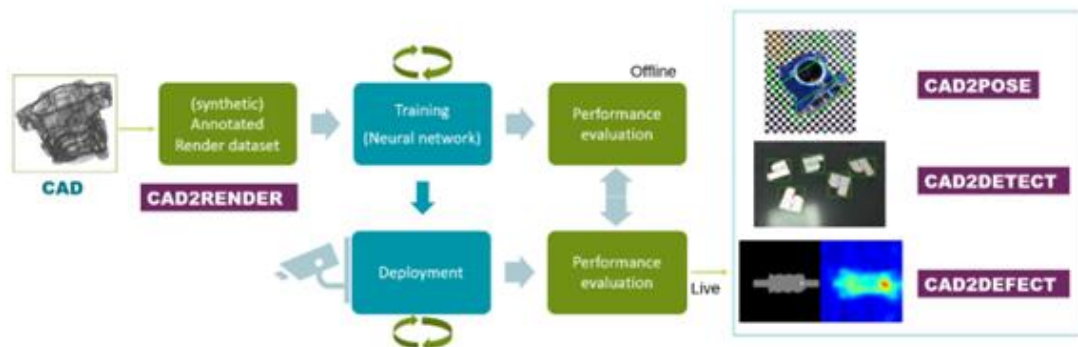 CAD
(synthetic)
Annotated
Render dataset
CAD2RENDER
Training
(Neural network)
Offline
Performance
evaluation
Deployment
Performance
evaluation
Live
CAD2POSE
CAD2DETECT
CAD2DEFECT